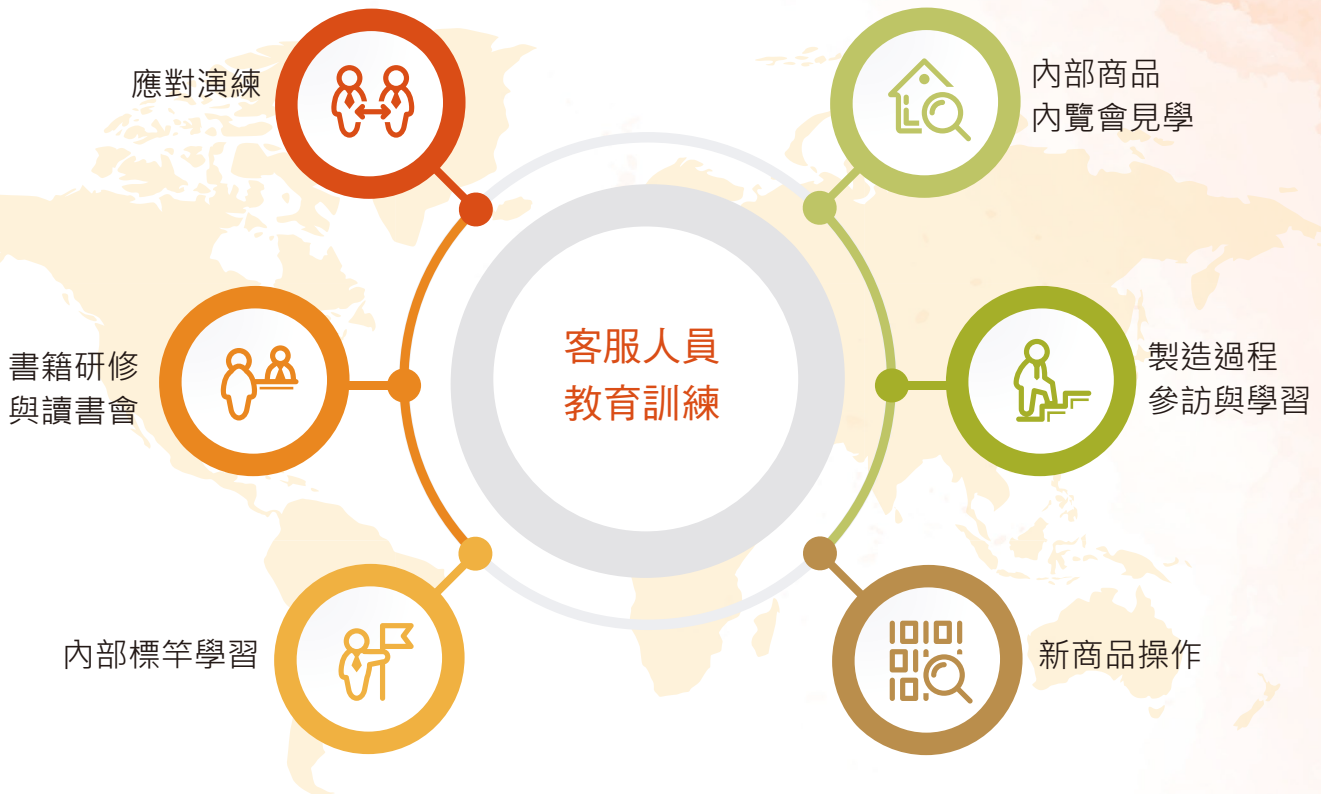 應對演練
書籍研修
與讀書會
內部標竿學習
客服人員
教育訓練
內部商品
內覽會見學
製造過程
參訪與學習
新商品操作